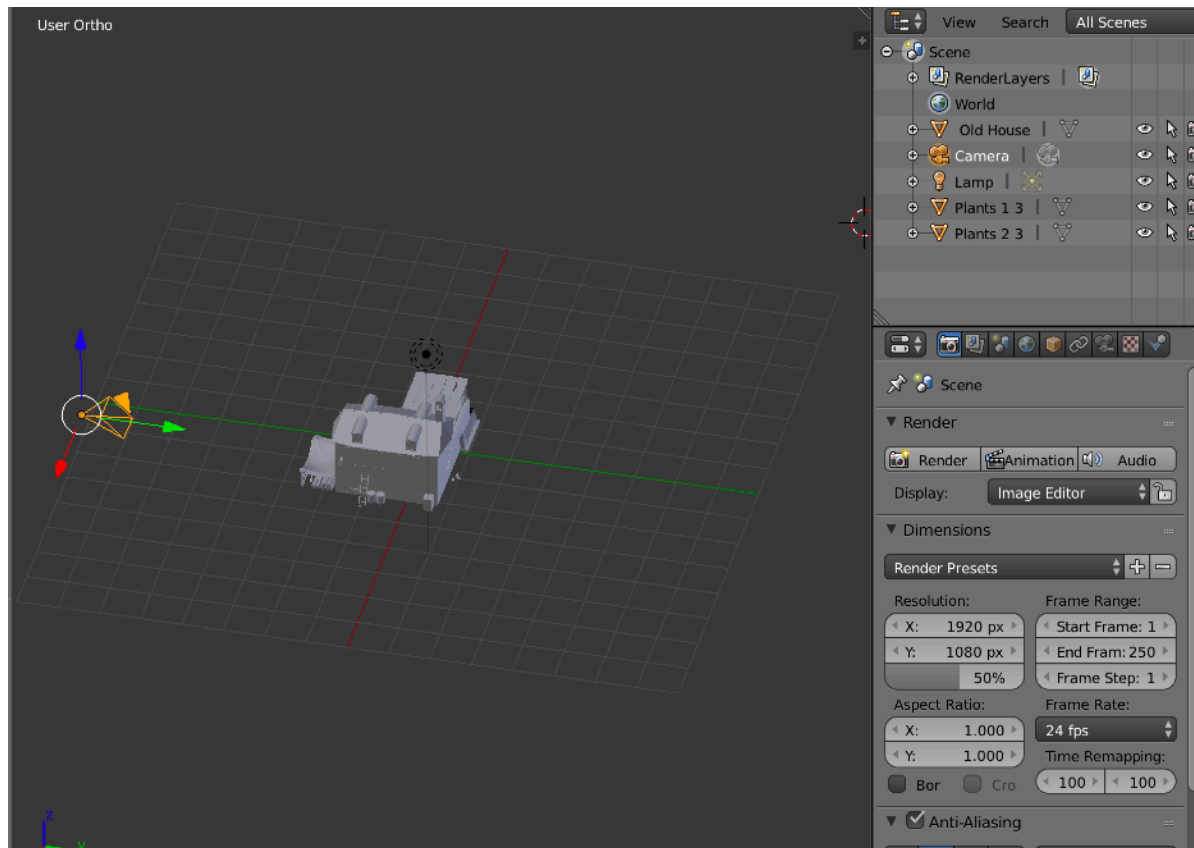 User Ortho
View Search All Scenes
Scene
RenderLayers
World
Old House
Camera
Lamp
Plants 1 3
Plants 2 3
Scene
Render
Render Animation Audio
Display: Image Editor
Dimensions
Render Presets
Resolution: Frame Range:
X: 1920 px Start Frame: 1
Y: 1080 px End Fram: 250
50% Frame Step: 1
Aspect Ratio: Frame Rate:
X: 1.000 24 fps
Y: 1.000 Time Remapping:
Bor Cro 100 100
Anti-Aliasing
z
y